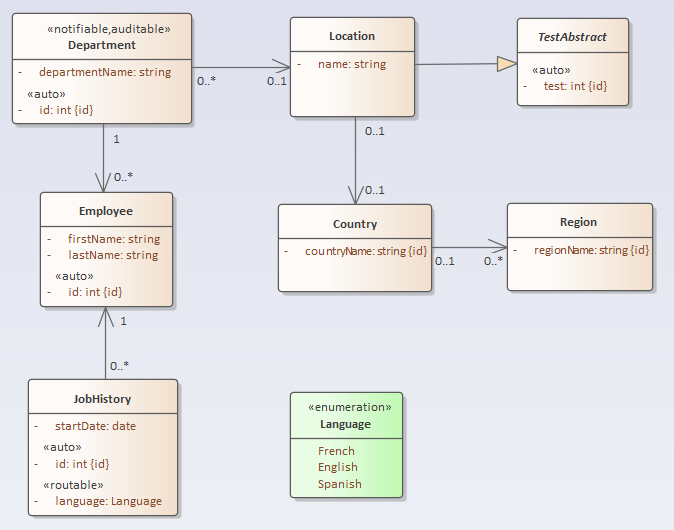 «notifiable,auditable»
Department
- departmentName: string
«auto»
- id: int {id}
0..*
0..1
Location
- name: string
TestAbstract
«auto»
- test: int {id}
1
0..*
0..1
0..1
Employee
- firstName: string
- lastName: string
«auto»
- id: int {id}
Country
- countryName: string {id}
0..1
0..*
Region
- regionName: string {id}
1
0..*
JobHistory
- startDate: date
«auto»
- id: int {id}
«routable»
- language: Language
«enumeration»
Language
French
English
Spanish